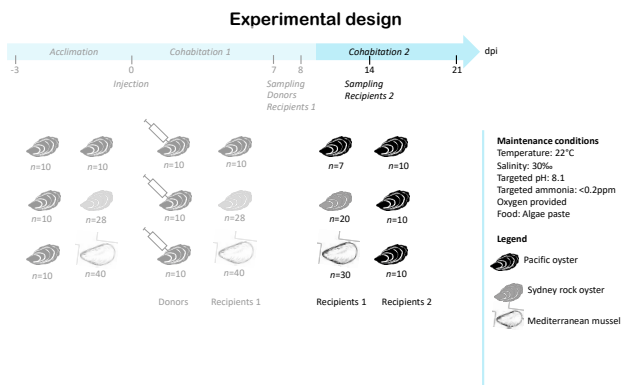 Experimental design
Acclimation Cohabitation 1 Cohabitation 2 dpi
-3 0 7 8 14 21
Injection Sampling Sampling
Donors Recipients 2
Recipients 1
n=10 n=10 n=10 n=10 n=7 n=10
n=10 n=28 n=10 n=28 n=20 n=10
n=10 n=40 n=10 n=40 n=30 n=10
Donors Recipients 1 Recipients 1 Recipients 2
Maintenance conditions
Temperature: 22°C
Salinity: 30‰
Targeted pH: 8.1
Targeted ammonia: <0.2ppm
Oxygen provided
Food: Algae paste
Legend
Pacific oyster
Sydney rock oyster
Mediterranean mussel